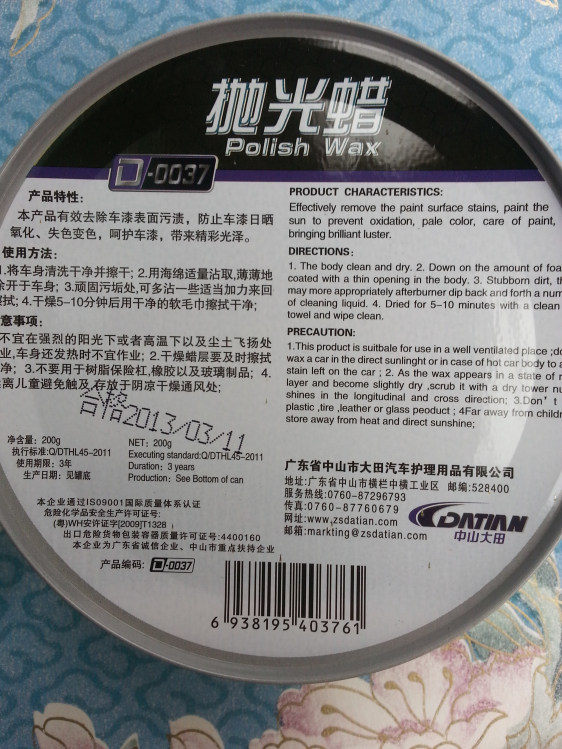 抛光蜡
Polish Wax
D-0037
产品特性：
本产品有效去除车漆表面污渍，防止车漆日晒
氧化、失色变色，呵护车漆，带来精彩光泽。
使用方法：
1.将车身清洗干净并擦干；2.用海绵适量沾取,薄薄地
涂开于车身；3.顽固污垢处,可多沾一些适当加力来回
擦拭；4.干燥5-10分钟后用干净的软毛巾擦拭干净；
意事项：
不宜在强烈的阳光下或者高温下以及尘土飞扬处
业,车身还发热时不宜作业；2.干燥蜡层要及时擦拭
净；3.不要用于树脂保险杠,橡胶以及玻璃制品；4.
离儿童避免触及,存放于阴凉干燥通风处；
合格2013/03/11
净含量：200g
执行标准:Q/DTHL45-2011
使用期限：3年
生产日期：见罐底
NET：200g
Executing standard:Q/DTHL45-2011
Duration：3 years
Production：See Bottom of can
本企业通过IS09001国际质量体系认证
危险化学品安全生产许可证号：
(粤)WH安许证字[2009]T1328
出口危险货物包装容器质量许可证号：4400160
本企业为广东省诚信企业、中山市重点扶持企业
产品编码: D-0037
PRODUCT CHARACTERISTICS:
Effectively remove the paint surface stains, paint the
sun to prevent oxidation, pale color, care of paint,
bringing brilliant luster.
DIRECTIONS:
1. The body clean and dry. 2. Down on the amount of foa
coated with a thin opening in the body. 3. Stubborn dirt, th
may more appropriately afterburner dip back and forth a num
of cleaning liquid. 4. Dried for 5-10 minutes with a clean
towel and wipe clean.
PRECAUTION:
1.This product is suitbale for use in a well ventilated place ;do
wax a car in the direct sunlinght or in case of hot car body to a
stain left on the car ; 2. As the wax appears in a state of
layer and become slightly dry ,scrub it with a dry tower nu
shines in the longitudinal and cross direction; 3.Don't
plastic ,tire ,leather or glass peoduct ; 4Far away from childr
store away from heat and direct sunshine;
广东省中山市大田汽车护理用品有限公司
地址:广东省中山市横栏中横工业区 邮编:528400
服务热线:0760-87296793
传真:0760-87760679
网址:www.zsdatian.com
邮箱:markting@zsdatian.com
DATIAN
中山大田
6 938195 403761